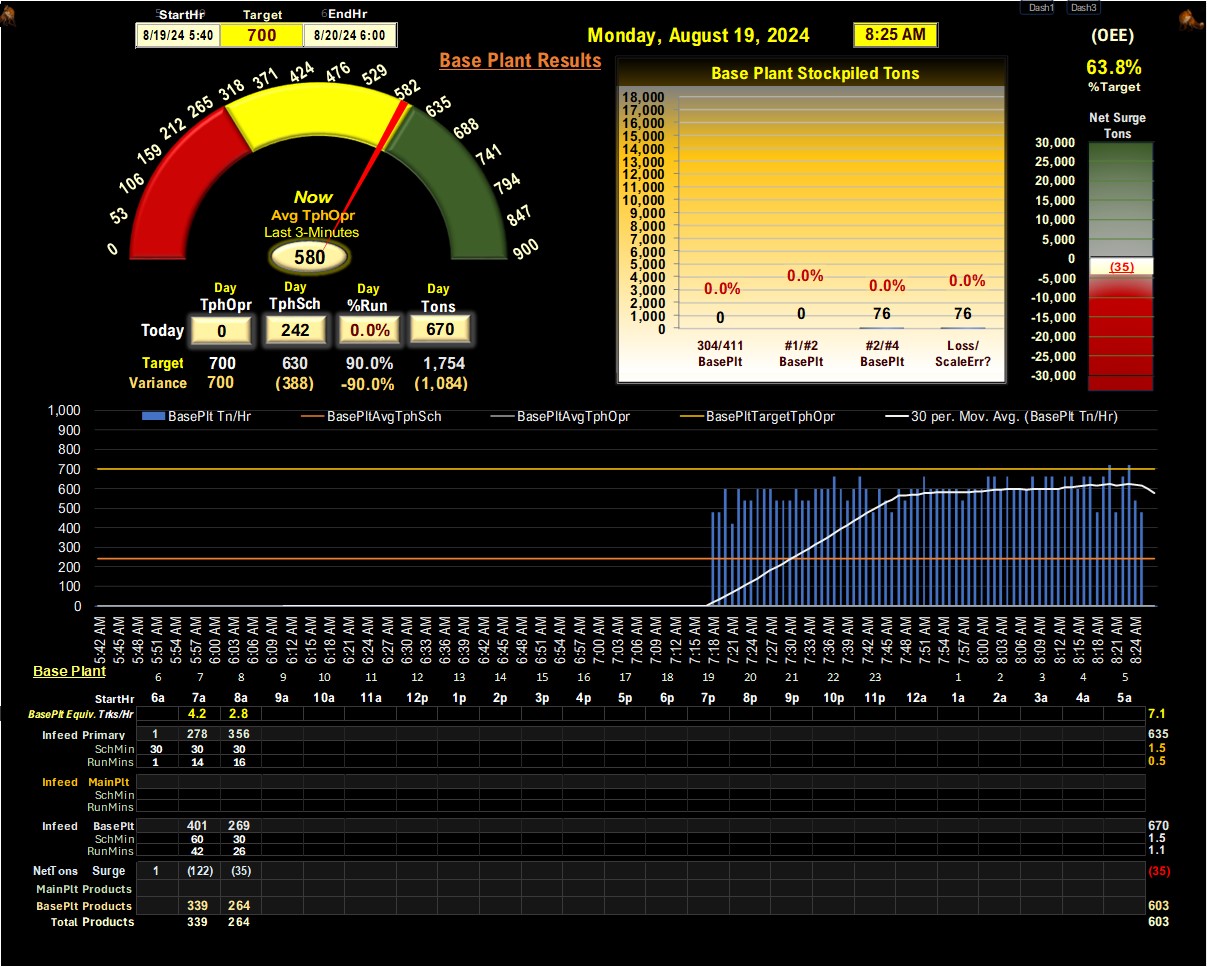 StartHr Target EndHr
8/19/24 5:40 700 8/20/24 6:00
Dash1 Dash3
Monday, August 19, 2024 8:25 AM
(OEE)
63.8%
%Target
Base Plant Results
0 53 106 159 212 265 318 371 424 476 529 582 635 688 741 794 847 900
Now
Avg TphOpr
Last 3-Minutes
580
Day Day Day Day
TphOpr TphSch %Run Tons
Today 0 242 0.0% 670
Target 700 630 90.0% 1,754
Variance 700 (388) -90.0% (1,084)
Base Plant Stockpiled Tons
18,000
17,000
16,000
15,000
14,000
13,000
12,000
11,000
10,000
9,000
8,000
7,000
6,000
5,000
4,000
3,000
2,000
1,000
0
0.0% 0.0% 0.0% 0.0%
0 0 76 76
304/411 #1/#2 #2/#4 Loss/
BasePlt BasePlt BasePlt ScaleErr?
Net Surge
Tons
30,000
25,000
20,000
15,000
10,000
5,000
0
(35)
-5,000
-10,000
-15,000
-20,000
-25,000
-30,000
BasePlt Tn/Hr BasePltAvgTphSch BasePltAvgTphOpr BasePltTargetTphOpr 30 per. Mov. Avg. (BasePlt Tn/Hr)
1,000
900
800
700
600
500
400
300
200
100
0
5:42 AM 5:45 AM 5:48 AM 5:51 AM 5:54 AM 5:57 AM 6:00 AM 6:03 AM 6:06 AM 6:09 AM 6:12 AM 6:15 AM 6:18 AM 6:21 AM 6:24 AM 6:27 AM 6:30 AM 6:33 AM 6:36 AM 6:39 AM 6:42 AM 6:45 AM 6:48 AM 6:51 AM 6:54 AM 6:57 AM 7:00 AM 7:03 AM 7:06 AM 7:09 AM 7:12 AM 7:15 AM 7:18 AM 7:21 AM 7:24 AM 7:27 AM 7:30 AM 7:33 AM 7:36 AM 7:39 AM 7:42 AM 7:45 AM 7:48 AM 7:51 AM 7:54 AM 7:57 AM 8:00 AM 8:03 AM 8:06 AM 8:09 AM 8:12 AM 8:15 AM 8:18 AM 8:21 AM 8:24 AM
Base Plant
6 7 8 9 10 11 12 13 14 15 16 17 18 19 20 21 22 23 1 2 3 4 5
StartHr 6a 7a 8a 9a 10a 11a 12p 1p 2p 3p 4p 5p 6p 7p 8p 9p 10p 11p 12a 1a 2a 3a 4a 5a
BasePlt Equiv. Trks/Hr 4.2 2.8 7.1
Infeed Primary 1 278 356 635
SchMin 30 30 30 1.5
RunMins 1 14 16 0.5
Infeed MainPlt
SchMin
RunMins
Infeed BasePlt 401 269 670
SchMin 60 30 1.5
RunMins 42 26 1.1
NetTons Surge 1 (122) (35) (35)
MainPlt Products
BasePlt Products 339 264 603
Total Products 339 264 603